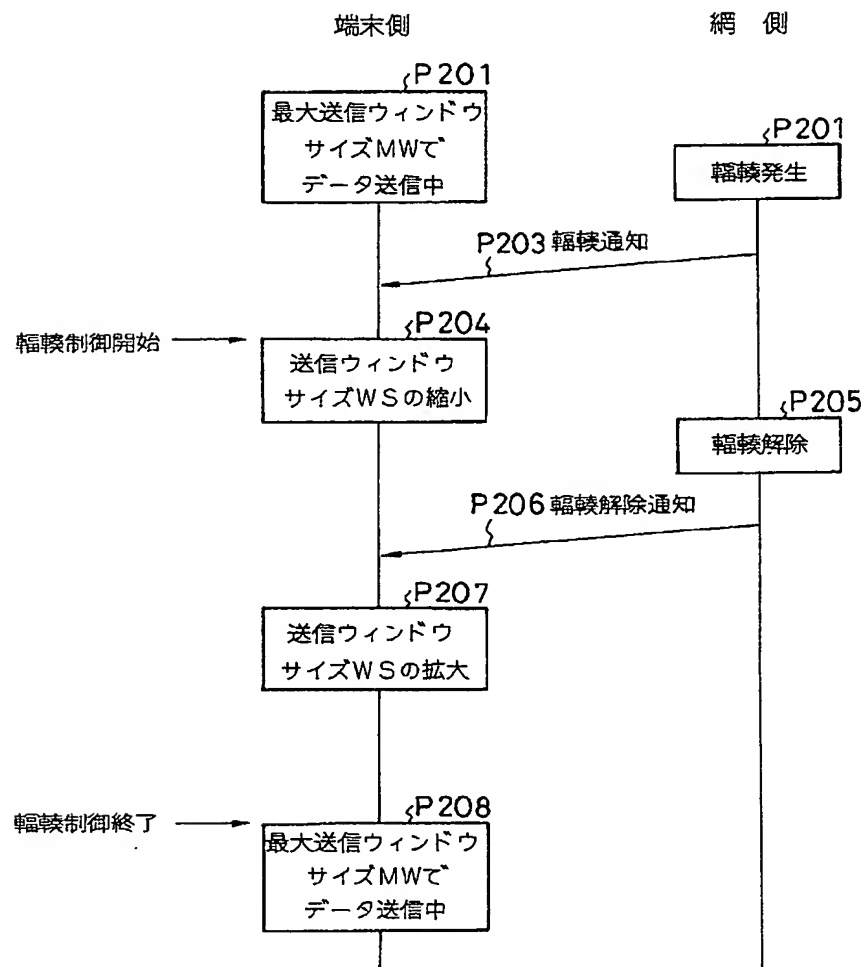 端末側
網 側
P201
最大送信ウィンドウ
サイズMWで
データ送信中
P201
輻輳発生
P203 輻輳通知
輻輳制御開始
P204
送信ウィンドウ
サイズWSの縮小
P205
輻輳解除
P206 輻輳解除通知
P207
送信ウィンドウ
サイズWSの拡大
輻輳制御終了
P208
最大送信ウィンドウ
サイズMWで
データ送信中